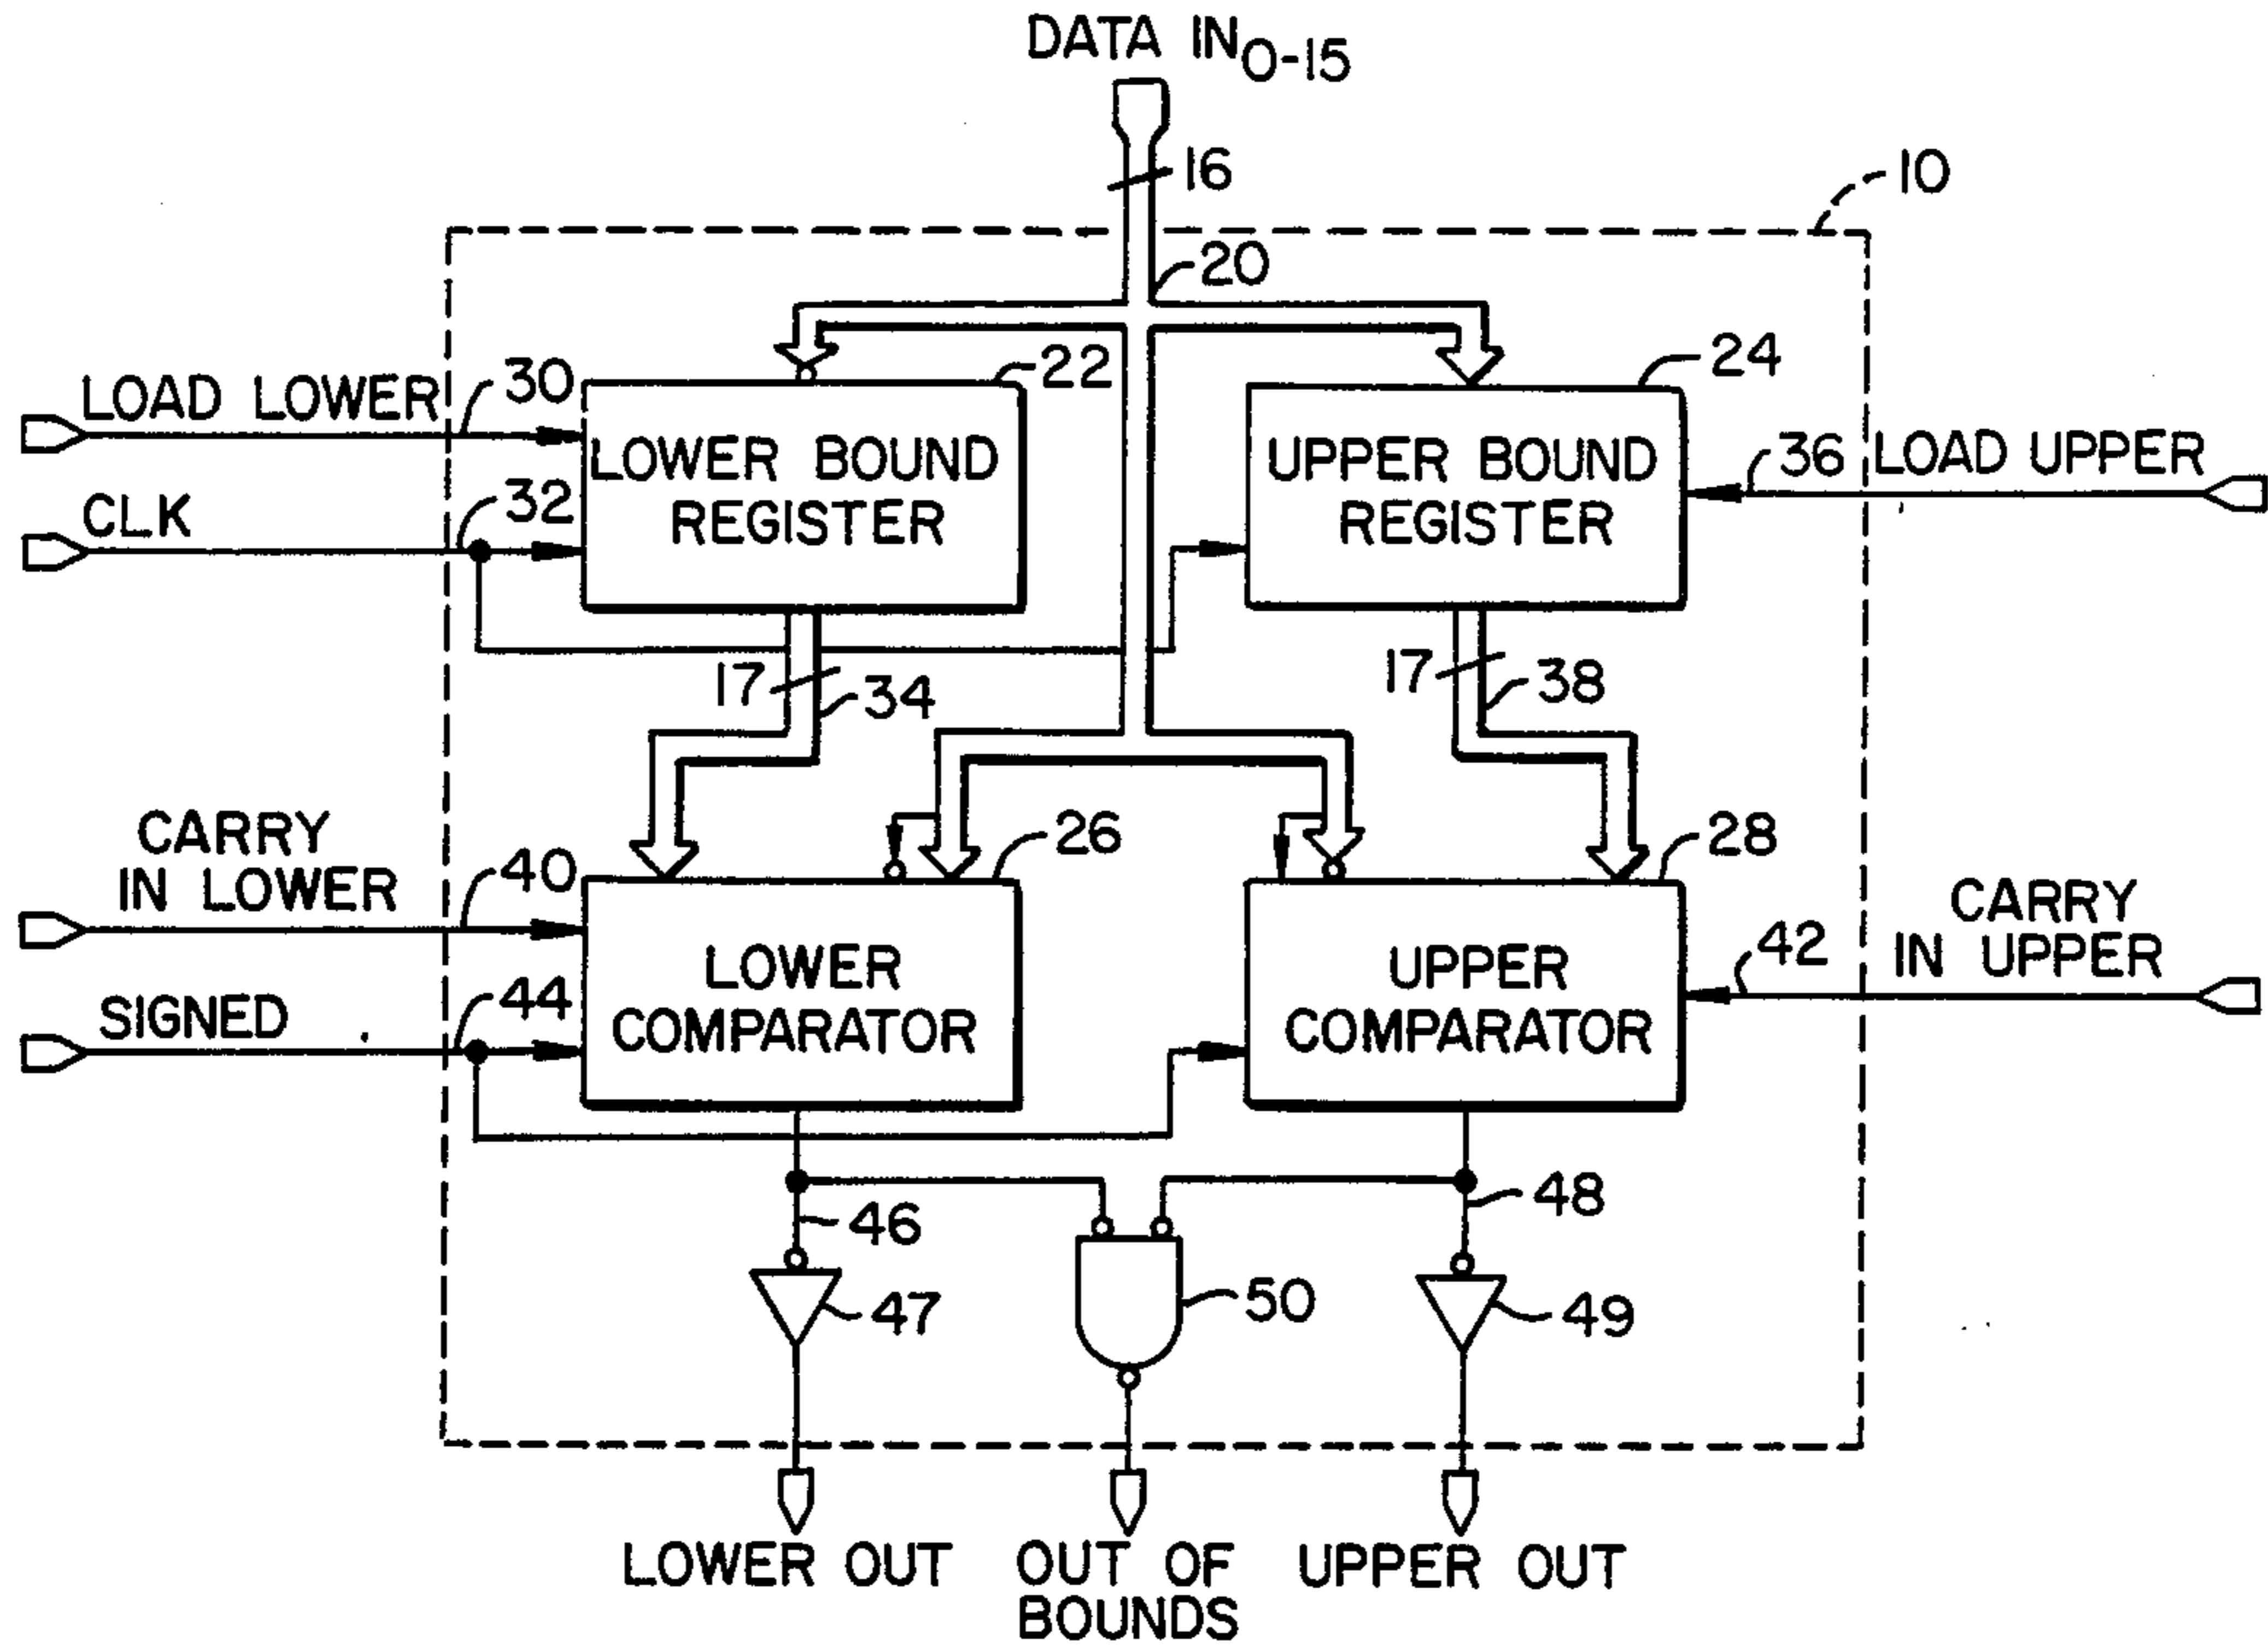 DATA IN0-15
16
10
20
22
24
LOAD LOWER
30
LOWER BOUND
REGISTER
UPPER BOUND
REGISTER
36
LOAD UPPER
CLK
32
17
34
17
38
CARRY
IN LOWER
40
26
28
LOWER
COMPARATOR
UPPER
COMPARATOR
42
CARRY
IN UPPER
SIGNED
44
46
48
47
50
49
LOWER OUT
OUT OF
BOUNDS
UPPER OUT